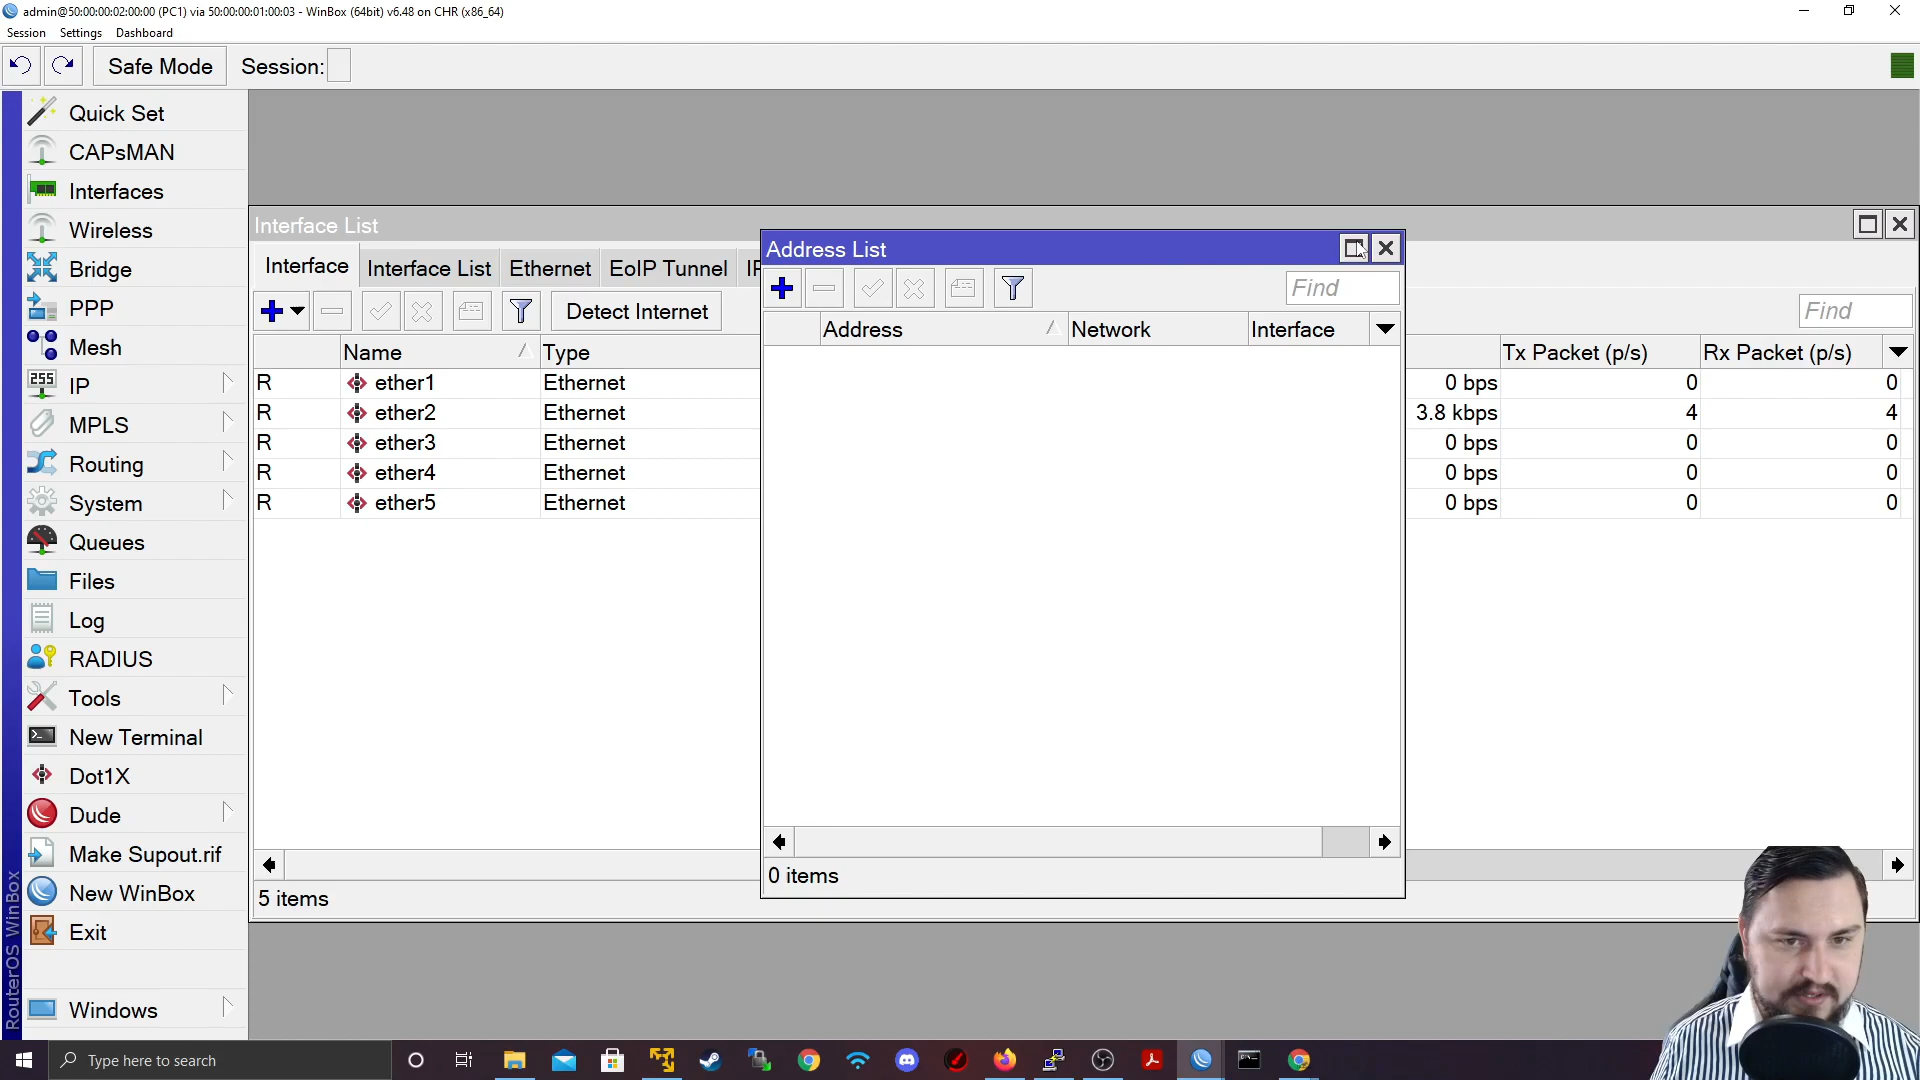 admin@50:00:00:02:00:00 (PC1) via 50:00:00:01:00:03 - WinBox (64bit) v6.48 on CHR (x86_64)
Session Settings Dashboard
Safe Mode Session:
Quick Set
CAPsMAN
Interfaces
Wireless
Bridge
PPP
Mesh
255 IP
MPLS
Routing
System
Queues
Files
Log
RADIUS
Tools
New Terminal
Dot1X
Dude
Make Supout.rif
New WinBox
Exit
Windows
RouterOS WinBox
Interface List
Interface Interface List Ethernet EoIP Tunnel
Detect Internet Find
Name Type Tx Packet (p/s) Rx Packet (p/s)
R ether1 Ethernet 0 bps 0 0
R ether2 Ethernet 3.8 kbps 4 4
R ether3 Ethernet 0 bps 0 0
R ether4 Ethernet 0 bps 0 0
R ether5 Ethernet 0 bps 0 0
5 items
Address List
Find
Address Network Interface
0 items
Type here to search